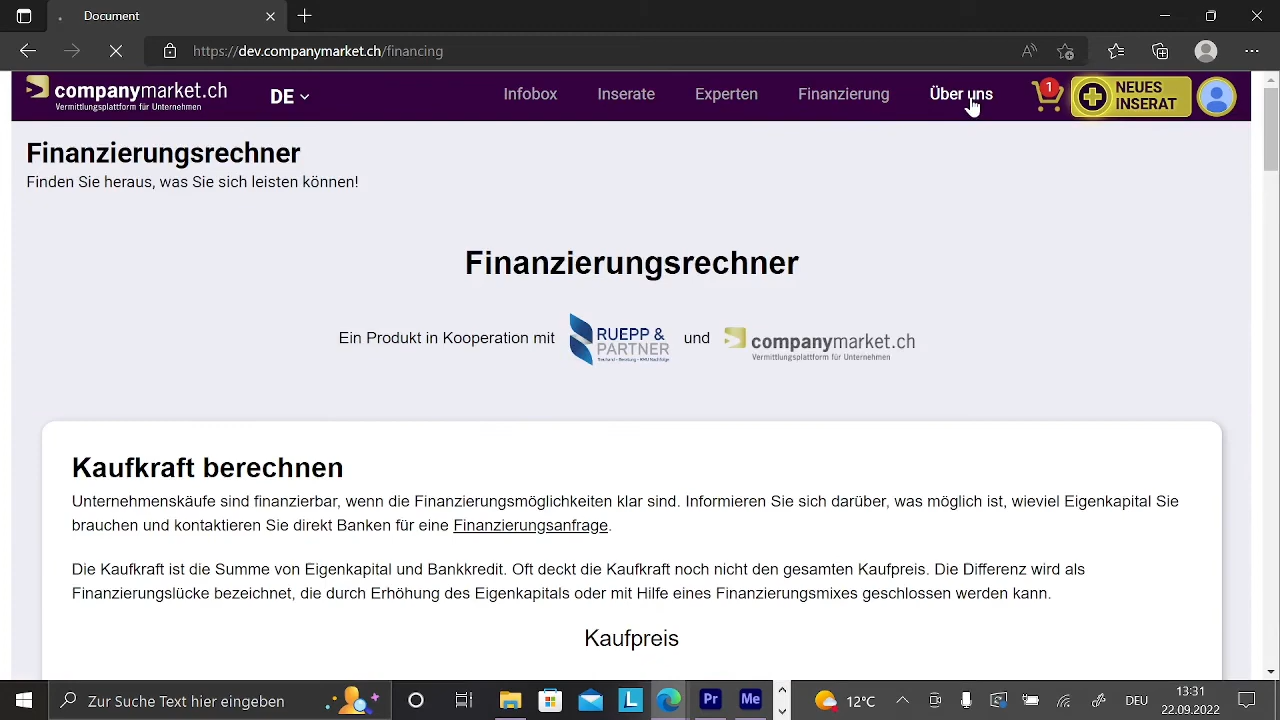 Document
https://dev.companymarket.ch/financing
companymarket.ch
Vermittlungsplattform für Unternehmen
DE
Infobox
Inserate
Experten
Finanzierung
Über uns
1
NEUES
INSERAT
Finanzierungsrechner
Finden Sie heraus, was Sie sich leisten können!
Finanzierungsrechner
Ein Produkt in Kooperation mit
RUEPP &
PARTNER
Treuhand - Beratung - KMU Nachfolge
und
companymarket.ch
Vermittlungsplattform für Unternehmen
Kaufkraft berechnen
Unternehmenskäufe sind finanzierbar, wenn die Finanzierungsmöglichkeiten klar sind. Informieren Sie sich darüber, was möglich ist, wieviel Eigenkapital Sie
brauchen und kontaktieren Sie direkt Banken für eine Finanzierungsanfrage.
Die Kaufkraft ist die Summe von Eigenkapital und Bankkredit. Oft deckt die Kaufkraft noch nicht den gesamten Kaufpreis. Die Differenz wird als
Finanzierungslücke bezeichnet, die durch Erhöhung des Eigenkapitals oder mit Hilfe eines Finanzierungsmixes geschlossen werden kann.
Kaufpreis
Zur Suche Text hier eingeben
L
Pr
Me
12°C
DEU
13:31
22.09.2022